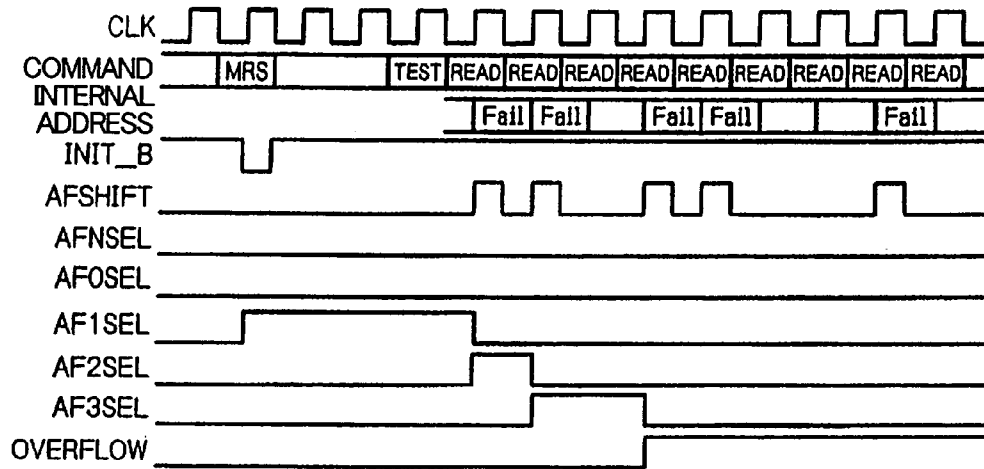 CLK
COMMAND MRS TEST READ READ READ READ READ READ READ READ READ
INTERNAL
ADDRESS Fail Fail Fail Fail Fail
INIT_B
AFSHIFT
AFNSEL
AF0SEL
AF1SEL
AF2SEL
AF3SEL
OVERFLOW